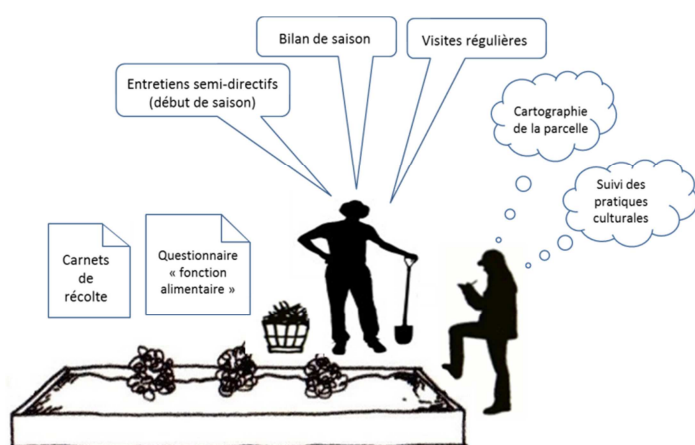 Bilan de saison
Visites régulières
Entretiens semi-directifs
(début de saison)
Cartographie
de la parcelle
Suivi des
pratiques
culturales
Carnets
de
récolte
Questionnaire
« fonction
alimentaire »